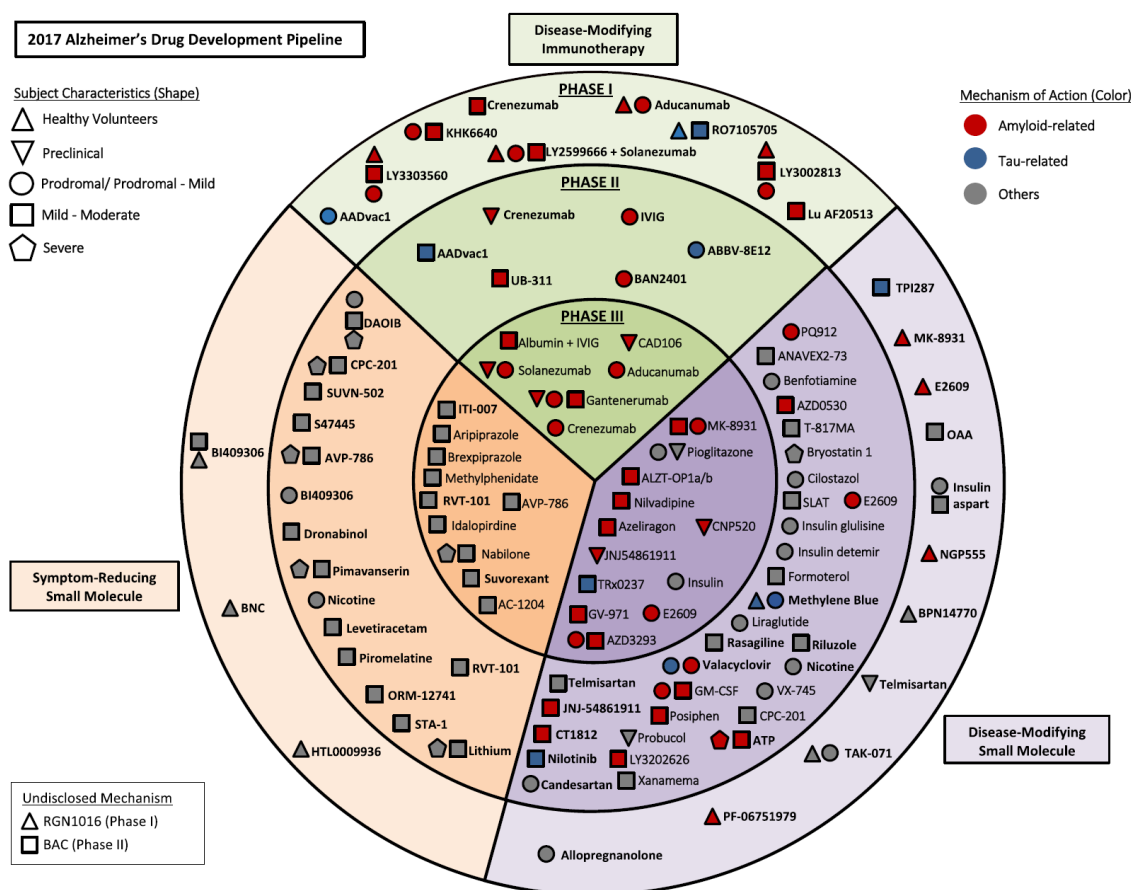 2017 Alzheimer's Drug Development Pipeline
Subject Characteristics (Shape)
Healthy Volunteers
Preclinical
Prodromal/ Prodromal - Mild
Mild - Moderate
Severe
Disease-Modifying
Immunotherapy
Mechanism of Action (Color)
Amyloid-related
Tau-related
Others
PHASE I
Crenezumab
Aducanumab
KHK6640
RO7105705
LY2599666 + Solanezumab
LY3303560
LY3002813
AADvac1
Lu AF20513
PHASE II
Crenezumab
IVIG
AADvac1
ABBV-8E12
UB-311
BAN2401
PHASE III
Albumin + IVIG
CAD106
Solanezumab
Aducanumab
Gantenerumab
Crenezumab
DAOIB
CPC-201
SUVN-502
S47445
AVP-786
BI409306
Dronabinol
Pimavanserin
Nicotine
Levetiracetam
Piromelatine
RVT-101
ORM-12741
STA-1
Lithium
ITI-007
Aripiprazole
Brexpiprazole
Methylphenidate
RVT-101
AVP-786
Idalopirdine
Nabilone
Suvorexant
AC-1204
MK-8931
Pioglitazone
ALZT-OP1a/b
Nilvadipine
Azeliragon
CNP520
JNJ54861911
TRx0237
Insulin
GV-971
E2609
AZD3293
PQ912
ANAVEX2-73
Benfotiamine
AZD0530
T-817MA
Bryostatin 1
Cilostazol
SLAT
E2609
Insulin glulisine
Insulin detemir
Formoterol
Methylene Blue
Liraglutide
Rasagiline
Riluzole
Valacyclovir
Nicotine
Telmisartan
GM-CSF
VX-745
JNJ-54861911
Posiphen
CPC-201
CT1812
Probucol
ATP
Nilotinib
LY3202626
Candesartan
Xanamema
TPI287
MK-8931
E2609
OAA
Insulin
aspart
NGP555
BPN14770
Telmisartan
TAK-071
PF-06751979
Allopregnanolone
BI409306
BNC
HTL0009936
Symptom-Reducing
Small Molecule
Disease-Modifying
Small Molecule
Undisclosed Mechanism
RGN1016 (Phase I)
BAC (Phase II)